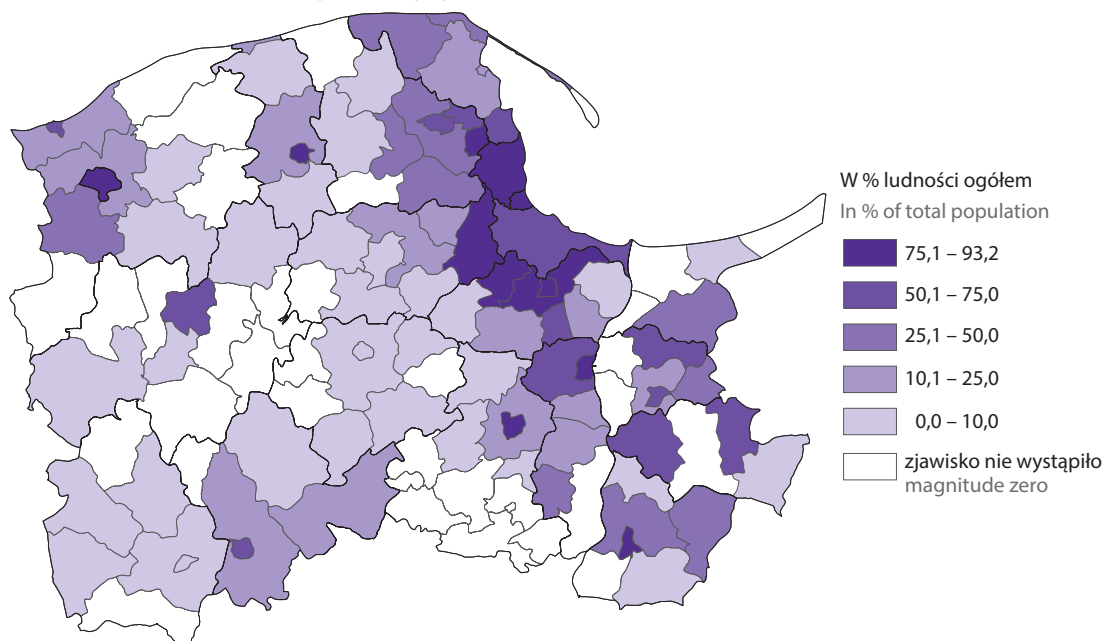 W % ludności ogółem
In % of total population
75,1 – 93,2
50,1 – 75,0
25,1 – 50,0
10,1 – 25,0
0,0 – 10,0
zjawisko nie wystąpiło
magnitude zero